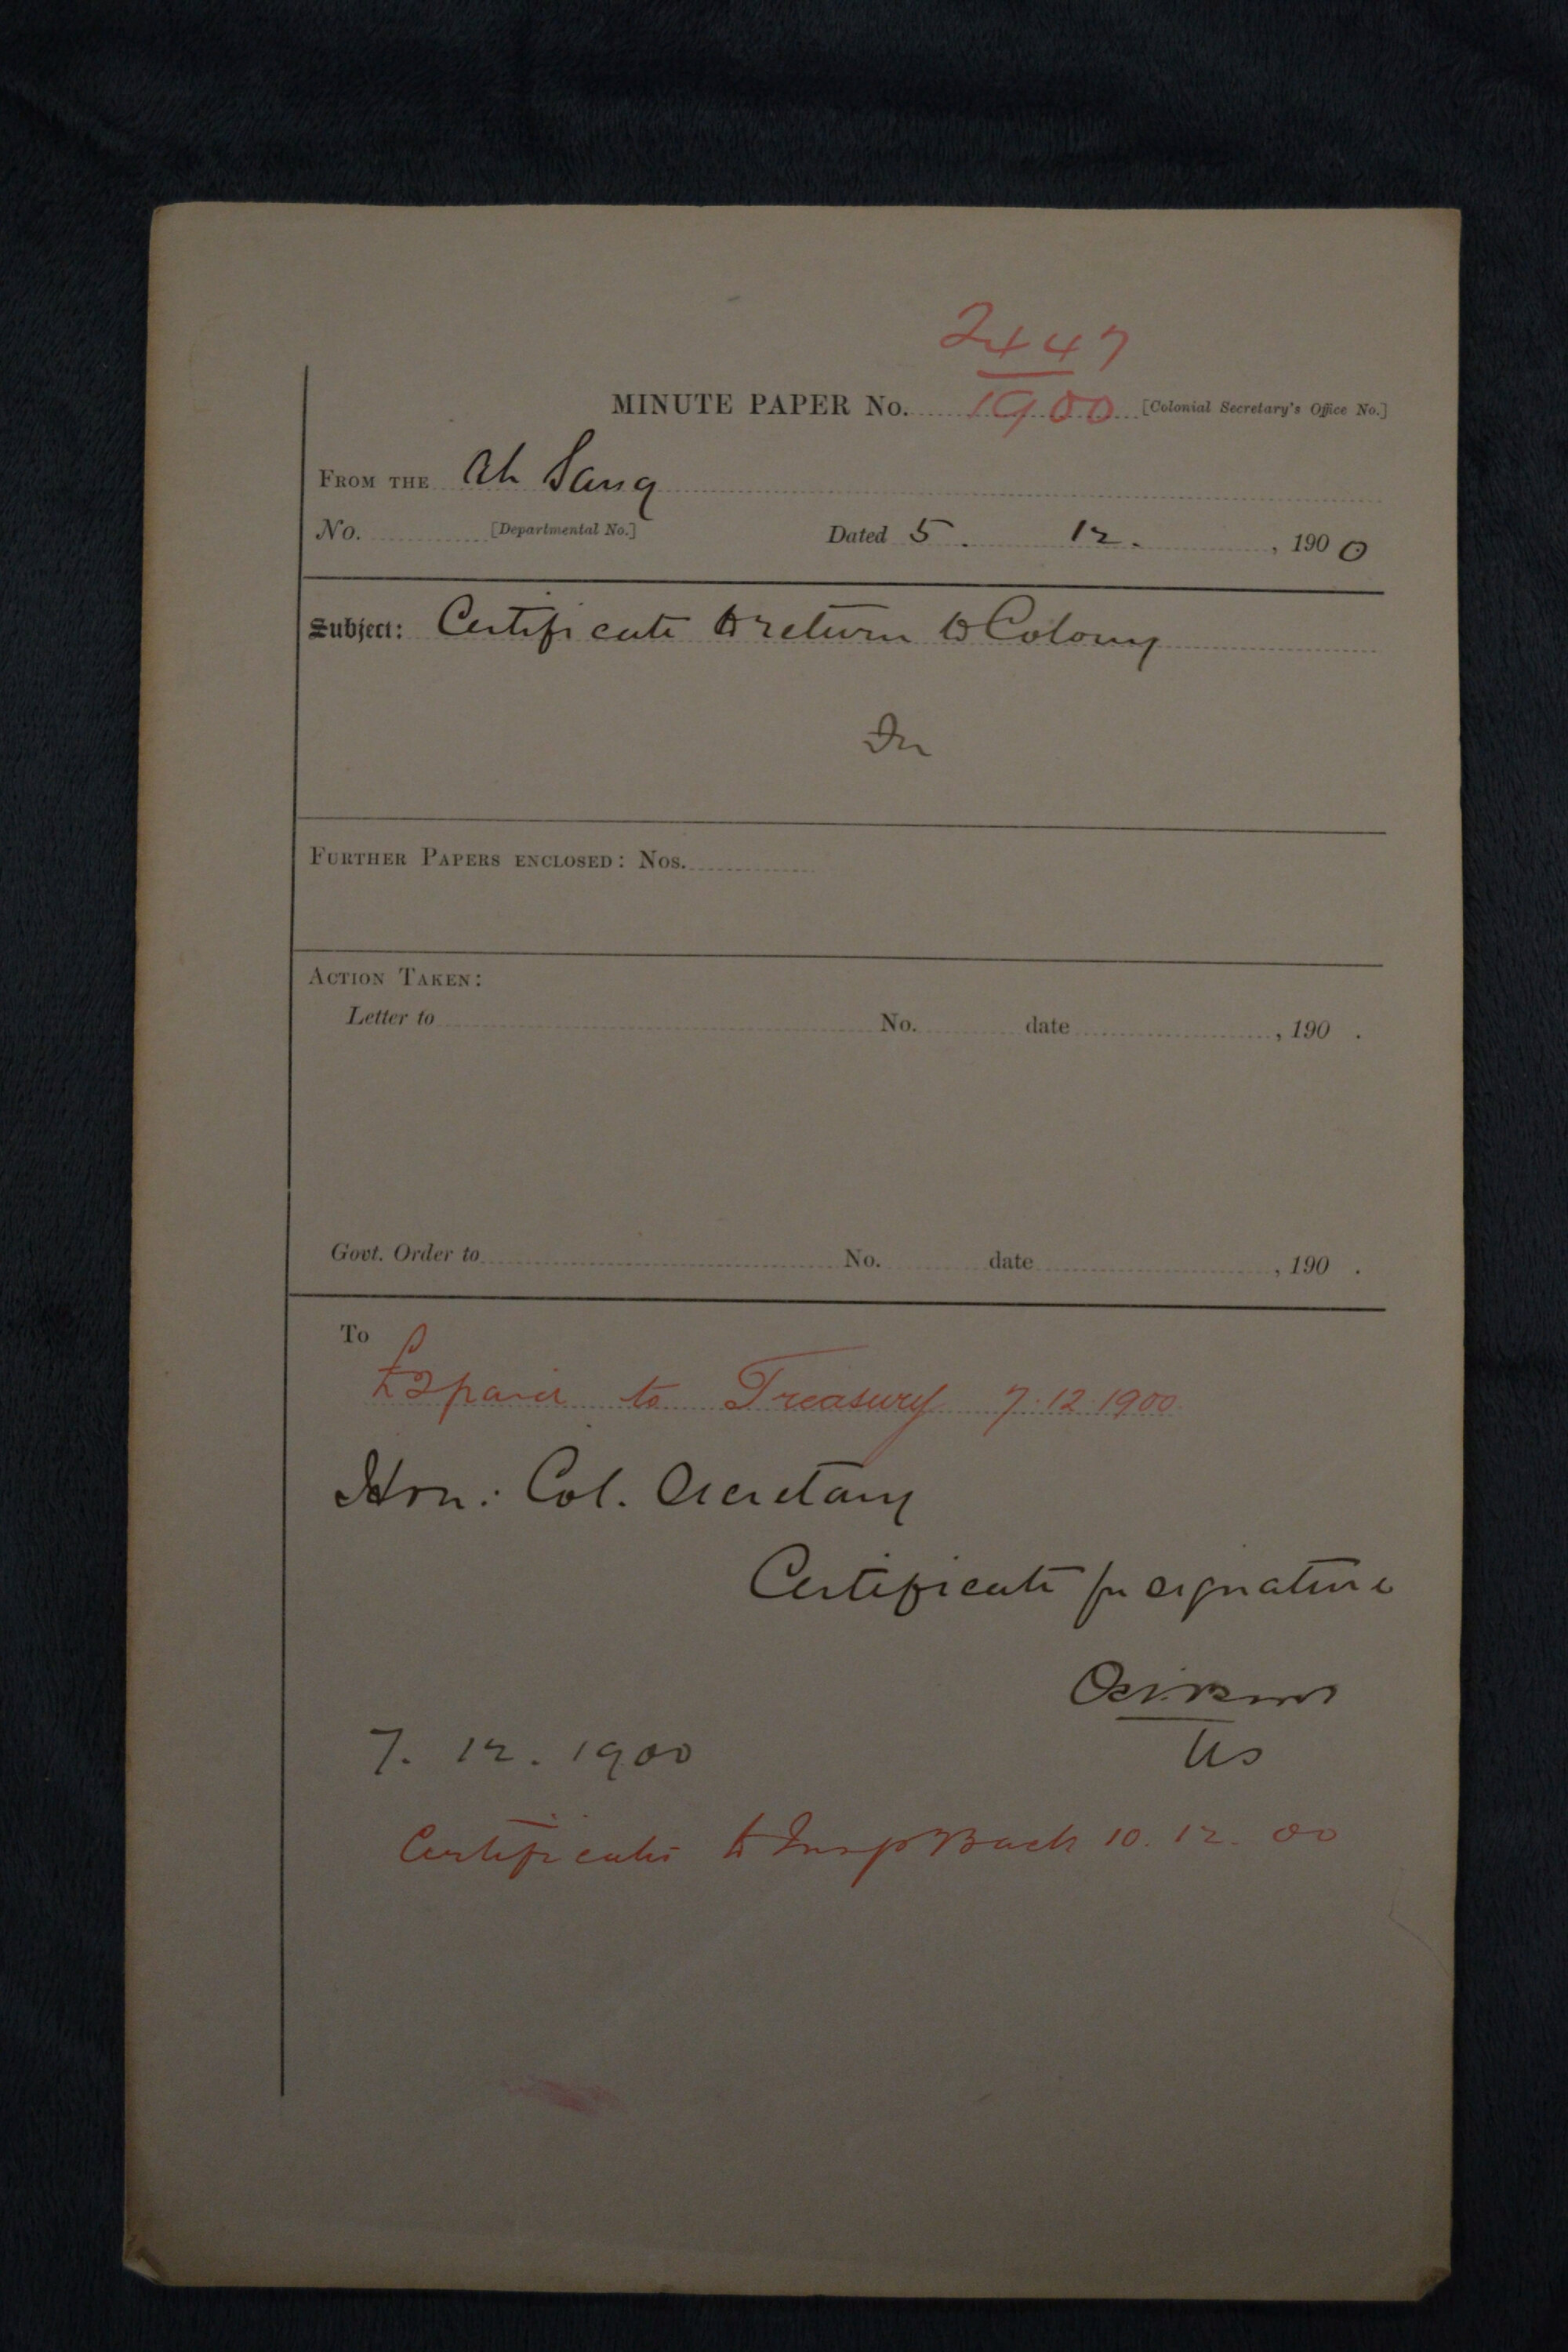 2447
MINUTE PAPER No. 1900 [Colonial Secretary's Office No.]
FROM THE Ah Sang
No. [Departmental No.] Dated 5. 12. , 1900
Subject: Certificate to return to Colony
FURTHER PAPERS ENCLOSED: Nos.
ACTION TAKEN:
Letter to No. date , 190 .
Govt. Order to No. date , 190 .
To
£3 paid to Treasury 7.12.1900
Hon: Col. Secretary
Certificate for signature
US
7. 12. 1900
Certificate to Insp Back 10. 12. 00